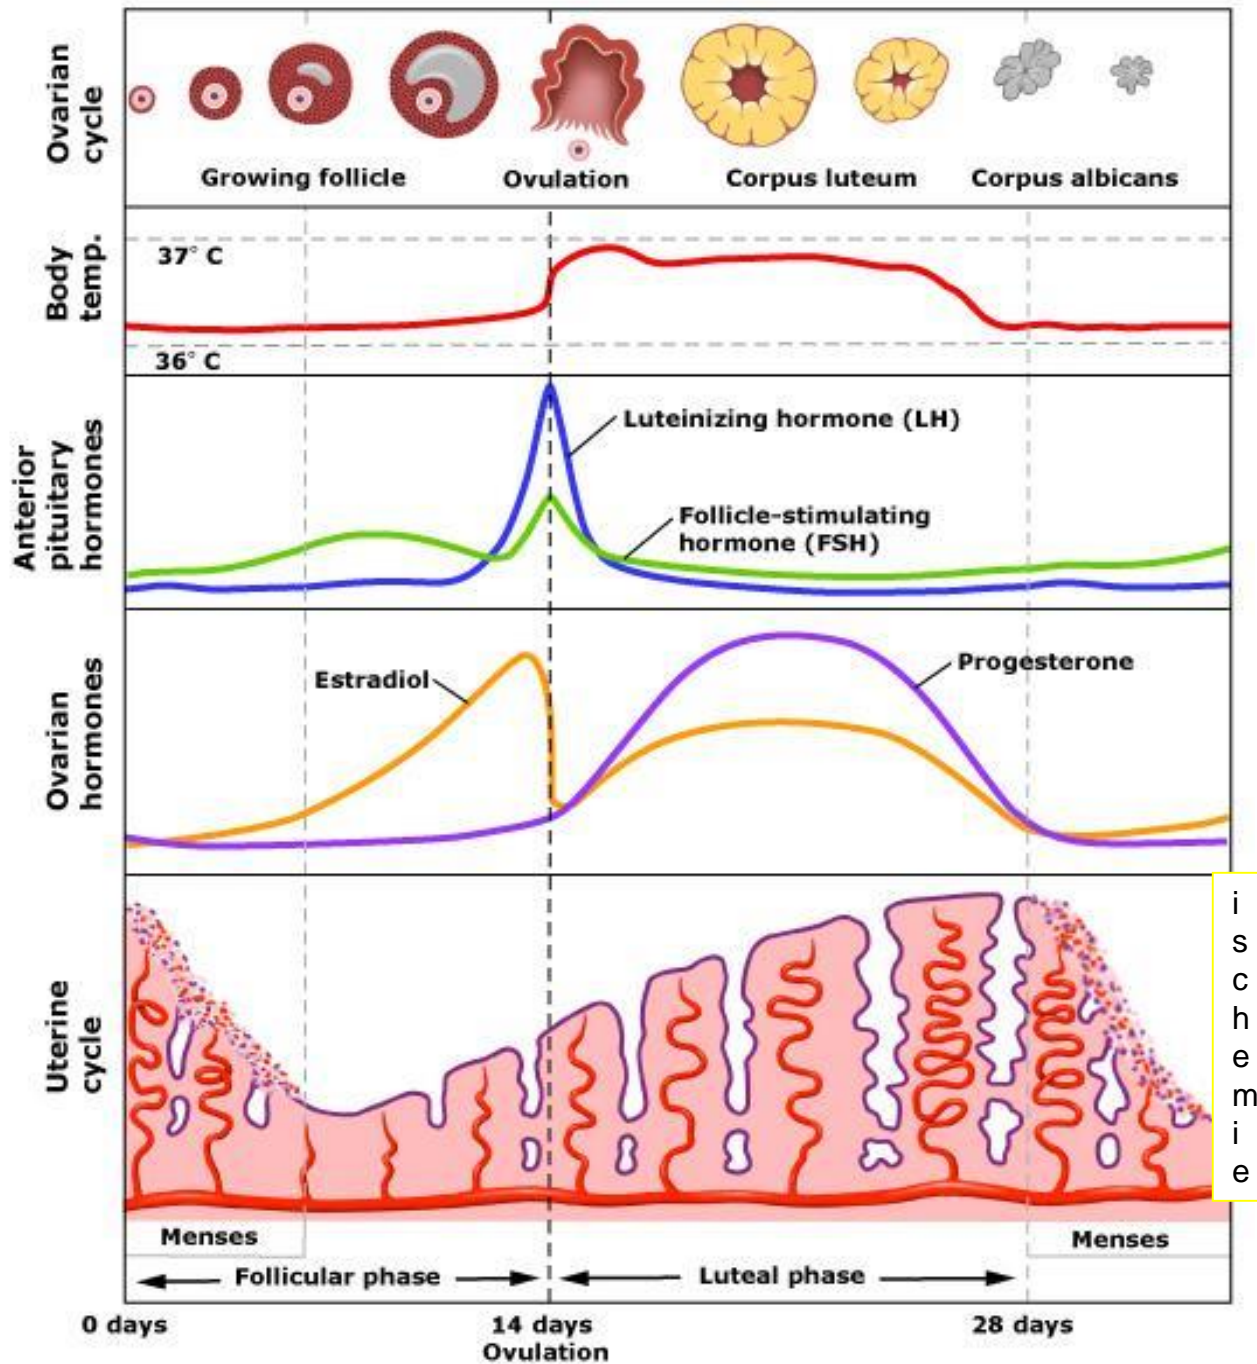 Ovarian
cycle
Growing follicle
Ovulation
Corpus luteum
Corpus albicans
Body
temp.
37° C
36° C
Anterior
pituitary
hormones
Luteinizing hormone (LH)
Follicle-stimulating
hormone (FSH)
Ovarian
hormones
Estradiol
Progesterone
Uterine
cycle
i
s
c
h
e
m
i
e
Menses
Menses
Follicular phase
Luteal phase
0 days
14 days
Ovulation
28 days